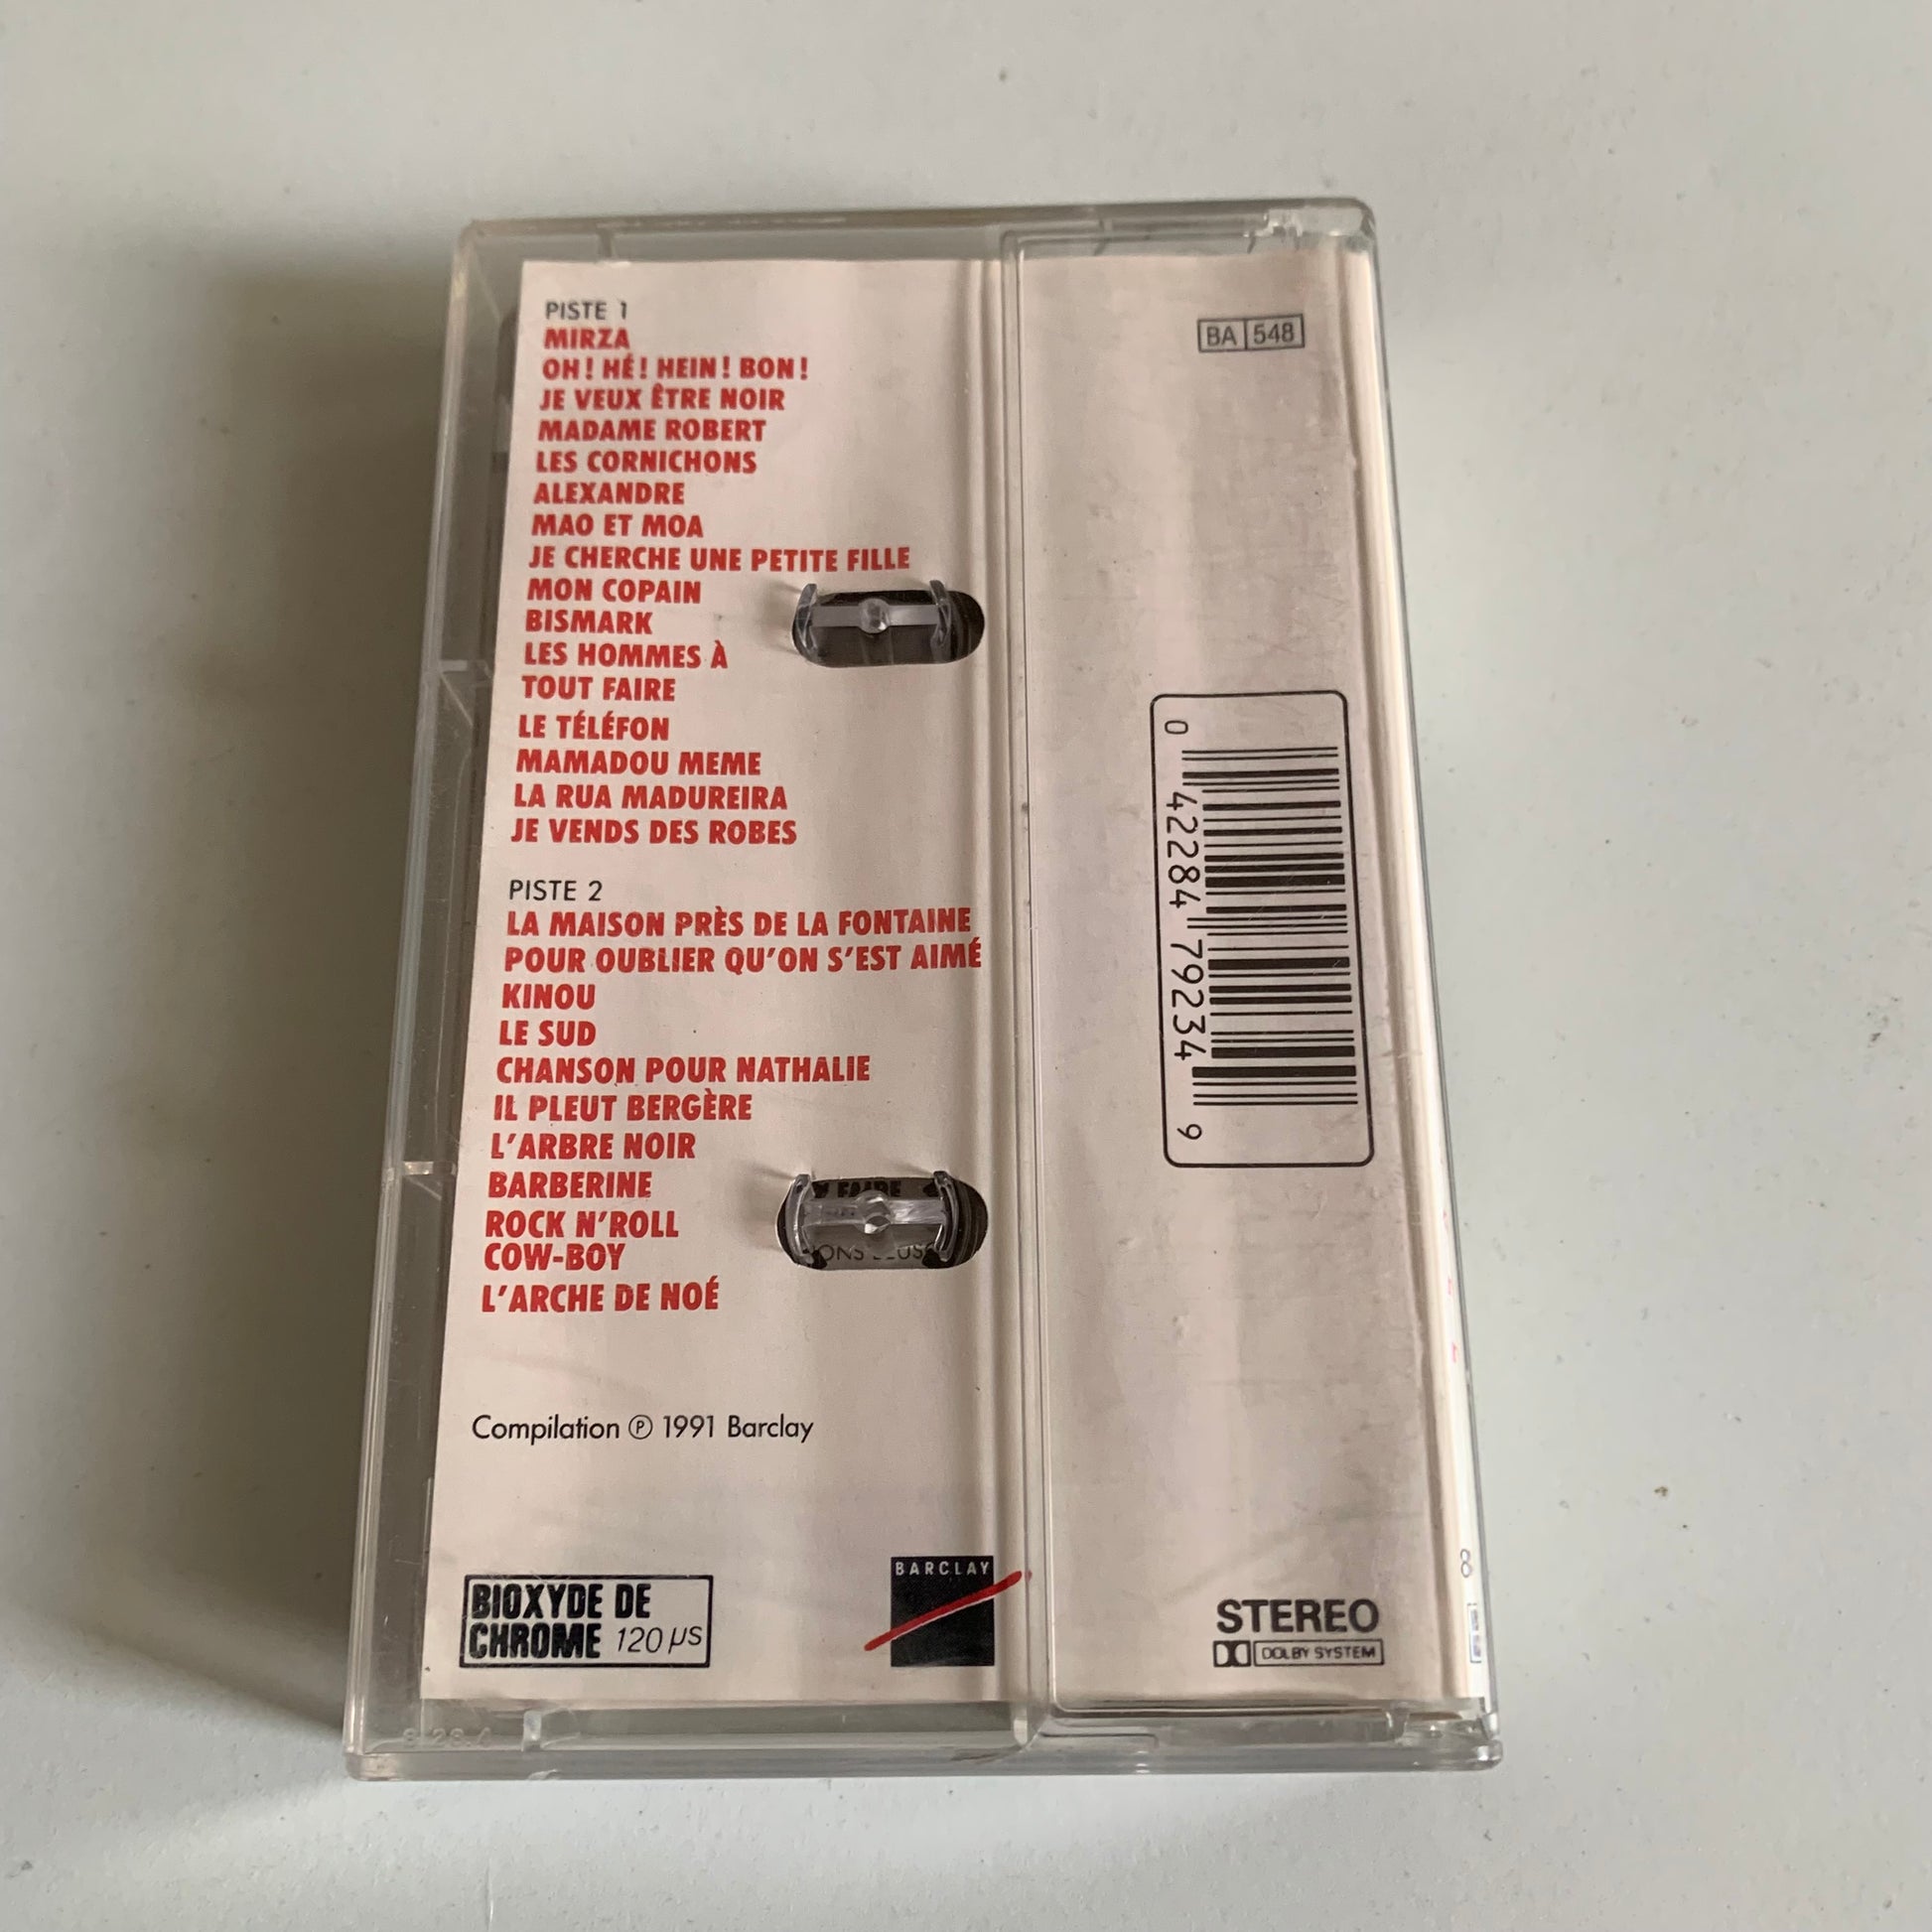 PISTE 1
MIRZA
OH! HÉ! HEIN! BON!
JE VEUX ÊTRE NOIR
MADAME ROBERT
LES CORNICHONS
ALEXANDRE
MAO ET MOA
JE CHERCHE UNE PETITE FILLE
MON COPAIN
BISMARK
LES HOMMES À
TOUT FAIRE
LE TÉLÉFON
MAMADOU MEME
LA RUA MADUREIRA
JE VENDS DES ROBES
PISTE 2
LA MAISON PRÈS DE LA FONTAINE
POUR OUBLIER QU'ON S'EST AIMÉ
KINOU
LE SUD
CHANSON POUR NATHALIE
IL PLEUT BERGÈRE
L'ARBRE NOIR
BARBERINE
ROCK N'ROLL
COW-BOY
L'ARCHE DE NOÉ
Compilation ℗ 1991 Barclay
BIOXYDE DE
CHROME 120 µs
BARCLAY
BA 548
0 42284 79234 9
STEREO
DOLBY SYSTEM
FAIRE
8